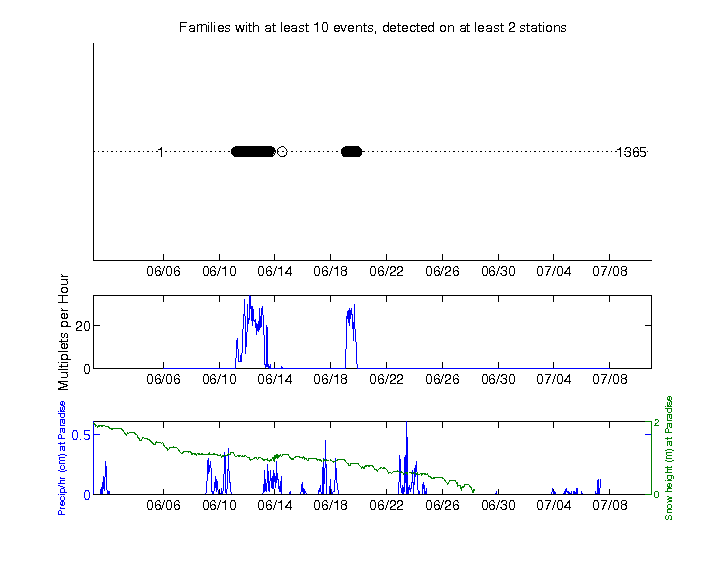 Families with at least 10 events, detected on at least 2 stations
1 1365
06/06 06/10 06/14 06/18 06/22 06/26 06/30 07/04 07/08
Multiplets per Hour
20
0
06/06 06/10 06/14 06/18 06/22 06/26 06/30 07/04 07/08
Precip/hr (cm) at Paradise
0.5
0
2
0
Snow height (m) at Paradise
06/06 06/10 06/14 06/18 06/22 06/26 06/30 07/04 07/08